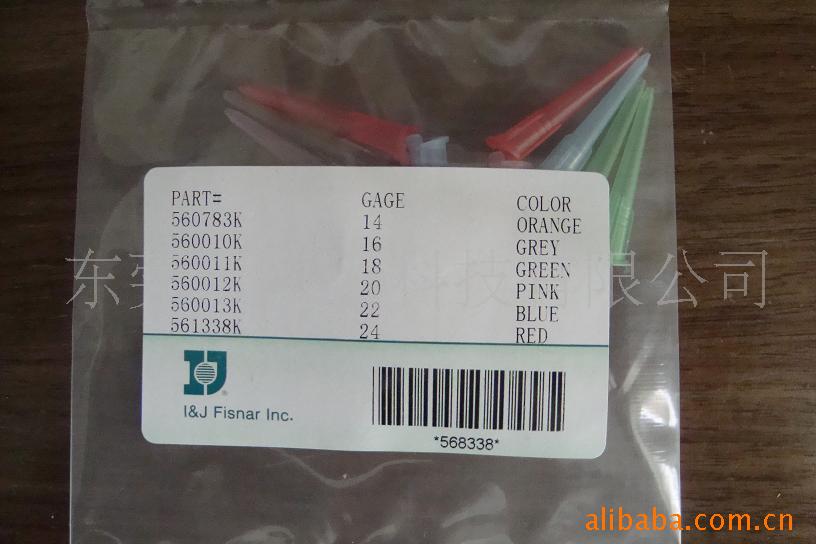 PART= GAGE COLOR
560783K 14 ORANGE
560010K 16 GREY
560011K 18 GREEN
560012K 20 PINK
560013K 22 BLUE
561338K 24 RED
IJ
®
I&J Fisnar Inc.
*568338*
alibaba.com.cn